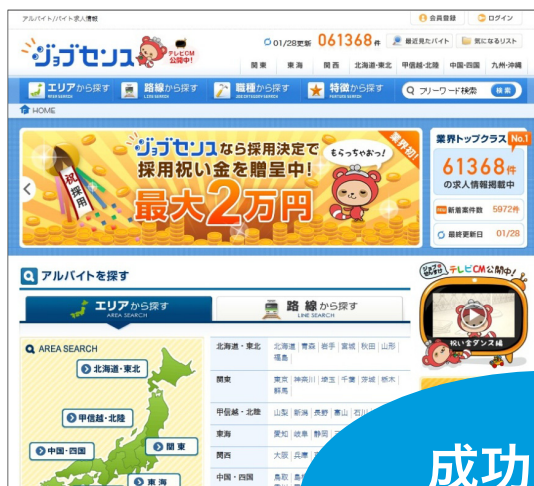 アルバイト/バイト求人情報
会員登録
ログイン
ジョブセンス
テレビCM
公開中!
01/28更新 061368件
最近見たバイト
気になるリスト
関東 東海 関西 北海道・東北 甲信越・北陸 中国・四国 九州・沖縄
エリアから探す
AREA SEARCH
路線から探す
LINE SEARCH
職種から探す
JOB CATEGORY SEARCH
特徴から探す
フリーワード検索
検索
HOME
祝採用
ジョブセンスなら採用決定で
採用祝い金を贈呈中!
最大2万円
もらっちゃおっ!
業界初!
業界トップクラス No.1
61368件
の求人情報掲載中
新着案件数 5972件
最終更新日 01/28
アルバイトを探す
エリアから探す
AREA SEARCH
路線から探す
LINE SEARCH
テレビCM公開中!
祝い金ダンス編
AREA SEARCH
北海道・東北
甲信越・北陸
中国・四国
関東
東海
北海道・東北 北海道 青森 岩手 宮城 秋田 山形
福島
関東 東京 神奈川 埼玉 千葉 茨城 栃木
群馬
甲信越・北陸 山梨 新潟 長野 富山 石川
東海 愛知 岐阜 静岡
関西 大阪 兵庫
中国・四国 鳥取 島根
成功